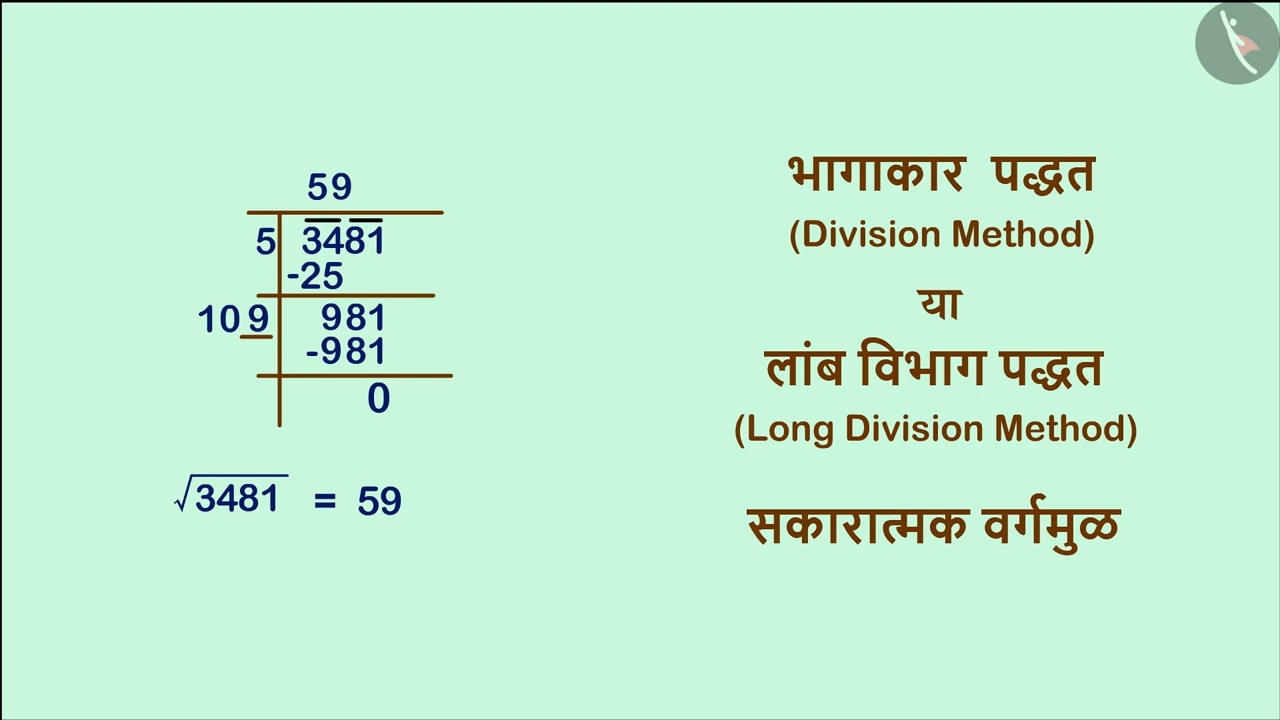 59
5 3481
-25
109 981
-981
0
√3481 = 59
भागाकार पद्धत
(Division Method)
या
लांब विभाग पद्धत
(Long Division Method)
सकारात्मक वर्गमुळ